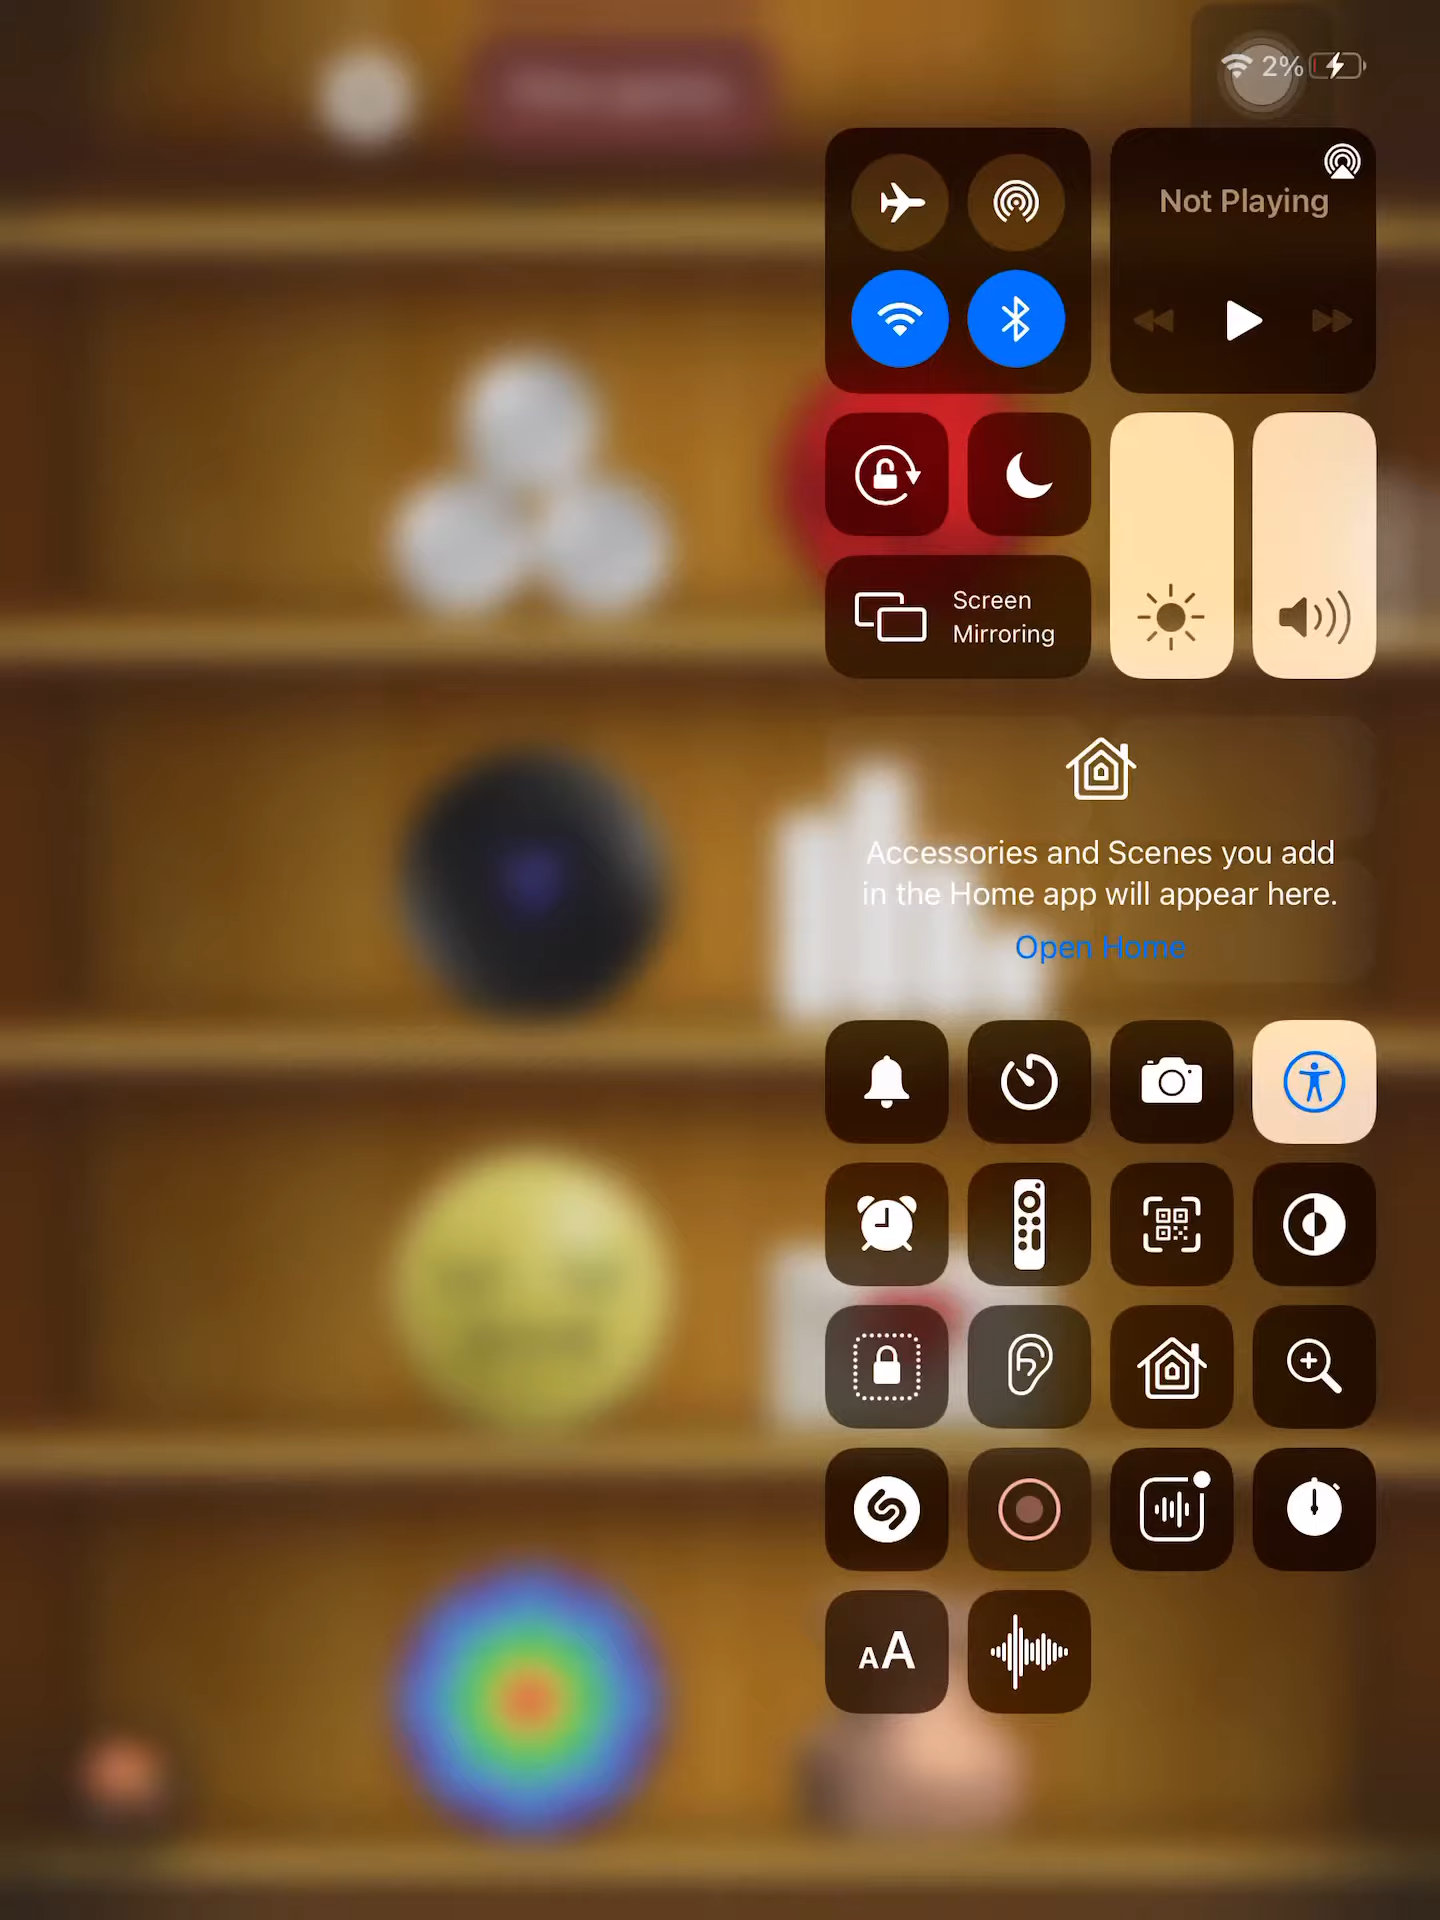 2%
Not Playing
Screen
Mirroring
Accessories and Scenes you add
in the Home app will appear here.
Open Home
AA